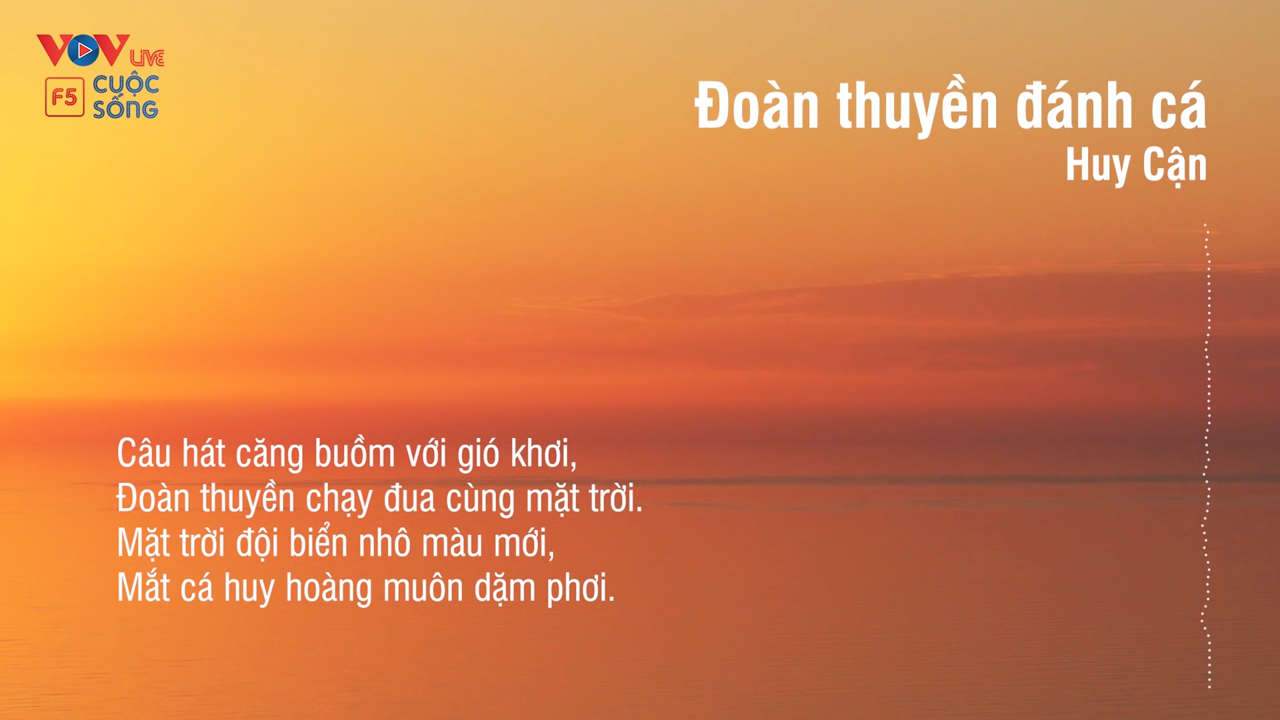 VOV LIVE
F5 CUỘC SỐNG
Đoàn thuyền đánh cá
Huy Cận
Câu hát căng buồm với gió khơi,
Đoàn thuyền chạy đua cùng mặt trời.
Mặt trời đội biển nhô màu mới,
Mắt cá huy hoàng muôn dặm phơi.